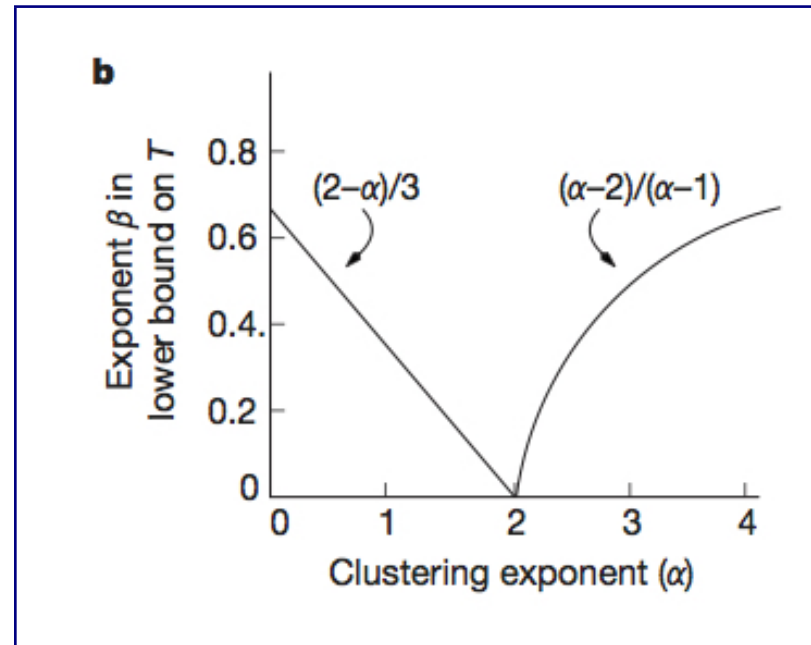 b
Exponent β in
lower bound on T
0.8
0.6
0.4.
0.2
0
(2–α)/3
(α–2)/(α–1)
0 1 2 3 4
Clustering exponent (α)